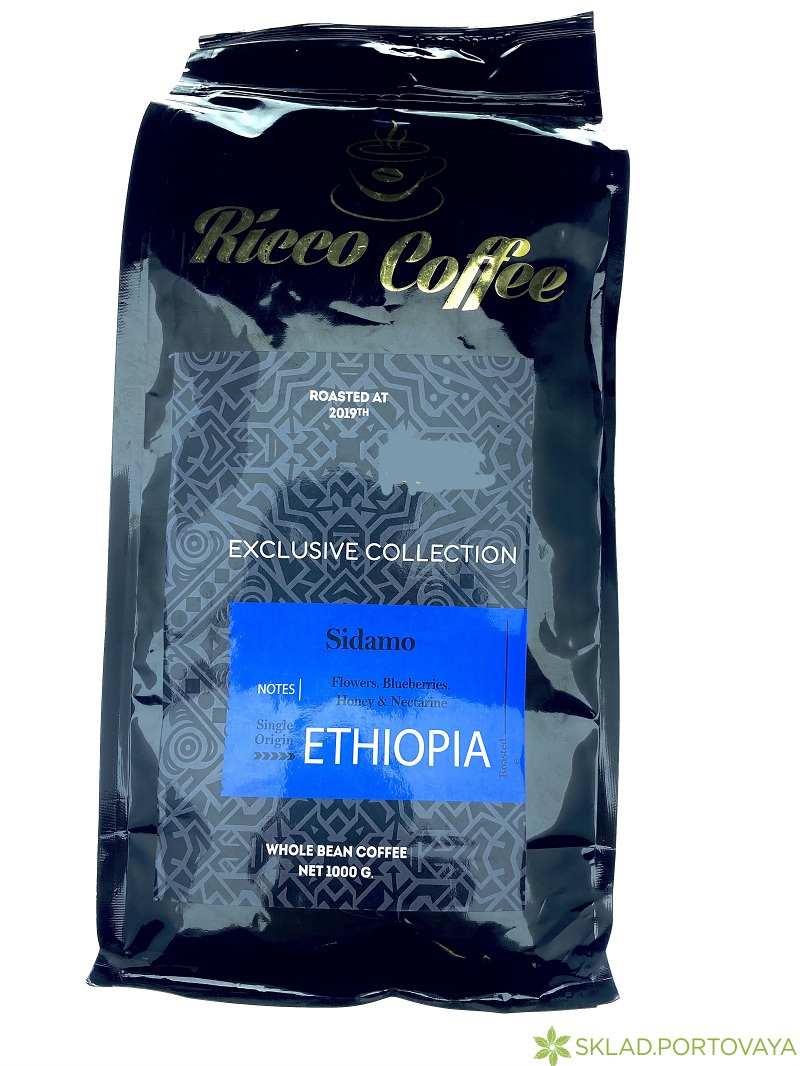 Ricco Coffee
ROASTED AT
2019TH
EXCLUSIVE COLLECTION
Sidamo
NOTES
Flowers, Blueberries,
Honey & Nectarine
Single
Origin
ETHIOPIA
Roasted
WHOLE BEAN COFFEE
NET 1000 G.
SKLAD.PORTOVAYA